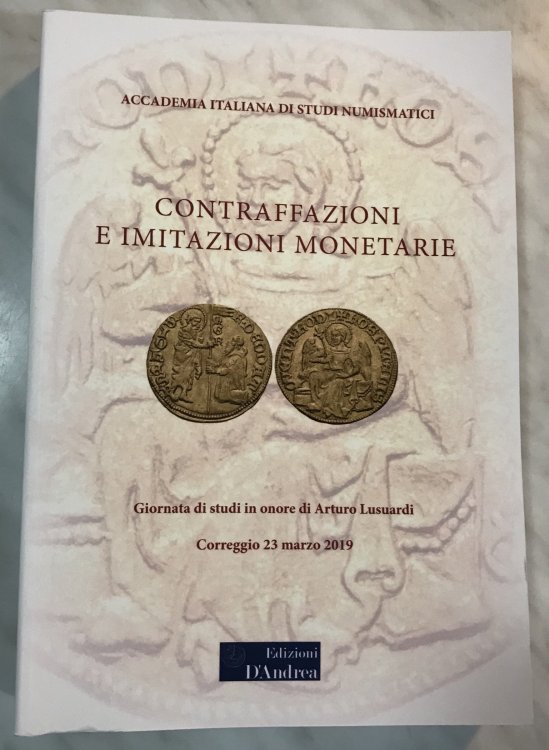 ACCADEMIA ITALIANA DI STUDI NUMISMATICI
CONTRAFFAZIONI
E IMITAZIONI MONETARIE
Giornata di studi in onore di Arturo Lusuardi
Correggio 23 marzo 2019
Edizioni
D'Andrea